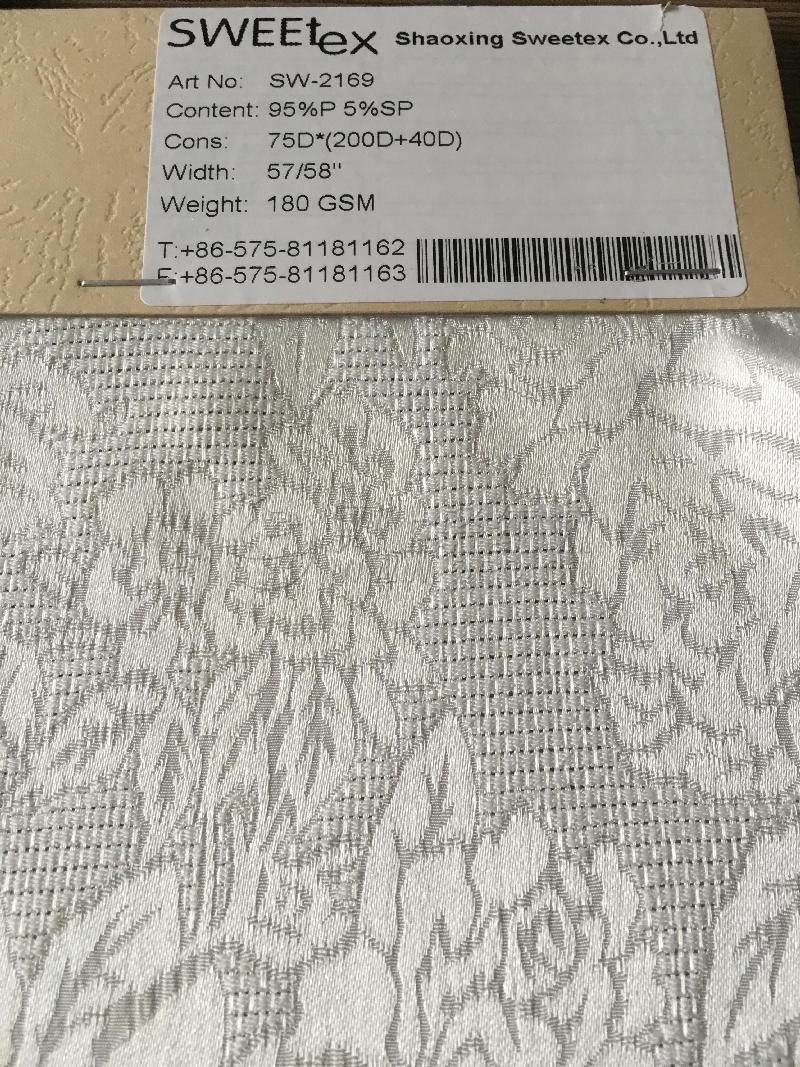 SWEEtex Shaoxing Sweetex Co.,Ltd
Art No: SW-2169
Content: 95%P 5%SP
Cons: 75D*(200D+40D)
Width: 57/58"
Weight: 180 GSM
T:+86-575-81181162
F:+86-575-81181163